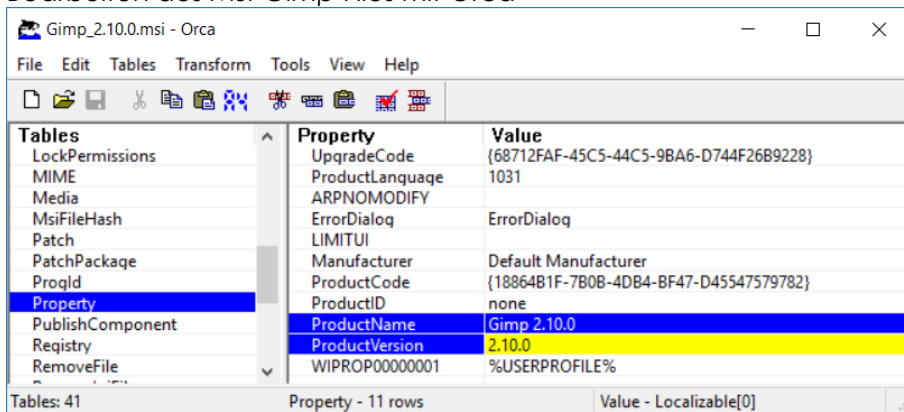 Gimp_2.10.0.msi - Orca
File Edit Tables Transform Tools View Help
Tables
LockPermissions
MIME
Media
MsiFileHash
Patch
PatchPackage
ProgId
Property
PublishComponent
Registry
RemoveFile
Property Value
UpgradeCode {68712FAF-45C5-44C5-9BA6-D744F26B9228}
ProductLanguage 1031
ARPNOMODIFY
ErrorDialog ErrorDialog
LIMITUI
Manufacturer Default Manufacturer
ProductCode {18864B1F-7B0B-4DB4-BF47-D45547579782}
ProductID none
ProductName Gimp 2.10.0
ProductVersion 2.10.0
WIPROP00000001 %USERPROFILE%
Tables: 41 Property - 11 rows Value - Localizable[0]